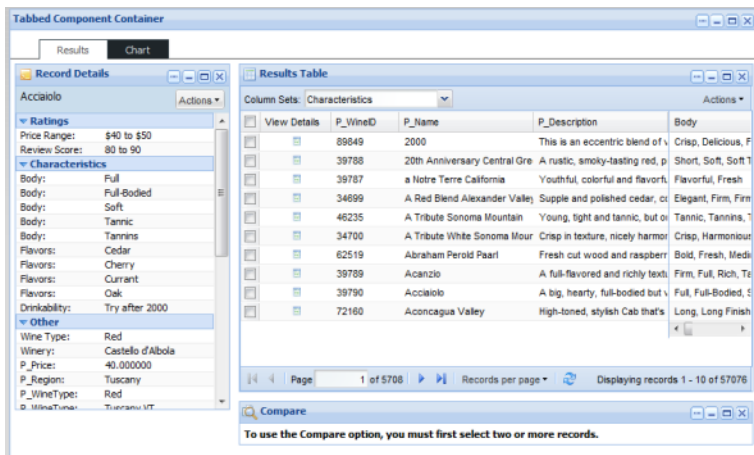 Tabbed Component Container
Results Chart
Record Details
Acciaiolo Actions
Ratings
Price Range: $40 to $50
Review Score: 80 to 90
Characteristics
Body: Full
Body: Full-Bodied
Body: Soft
Body: Tannic
Body: Tannins
Flavors: Cedar
Flavors: Cherry
Flavors: Currant
Flavors: Oak
Drinkability: Try after 2000
Other
Wine Type: Red
Winery: Castello d'Albola
P_Price: 40.000000
P_Region: Tuscany
P_WineType: Red
P_WineType: Tuscany VT
Results Table
Column Sets: Characteristics Actions
View Details P_WineID P_Name P_Description Body
89849 2000 This is an eccentric blend of Crisp, Delicious, F
39788 20th Anniversary Central Gre A rustic, smoky-tasting red, p Short, Soft, Soft T
39787 a Notre Terre California Youthful, colorful and flavorfu Flavorful, Fresh
34699 A Red Blend Alexander Valley Supple and polished cedar, Elegant, Firm, Firm
46235 A Tribute Sonoma Mountain Young, tight and tannic, but Tannic, Tannins,
34700 A Tribute White Sonoma Mour Crisp in texture, nicely harmor Crisp, Harmonious
62519 Abraham Perold Paarl Fresh cut wood and raspberr Bold, Fresh, Medi
39789 Acanzio A full-flavored and richly textu Firm, Full, Rich, Ta
39790 Acciaiolo A big, hearty, full-bodied but Full, Full-Bodied, S
72160 Aconcagua Valley High-toned, stylish Cab that's Long, Long Finish
Page 1 of 5708 Records per page Displaying records 1 - 10 of 57076
Compare
To use the Compare option, you must first select two or more records.